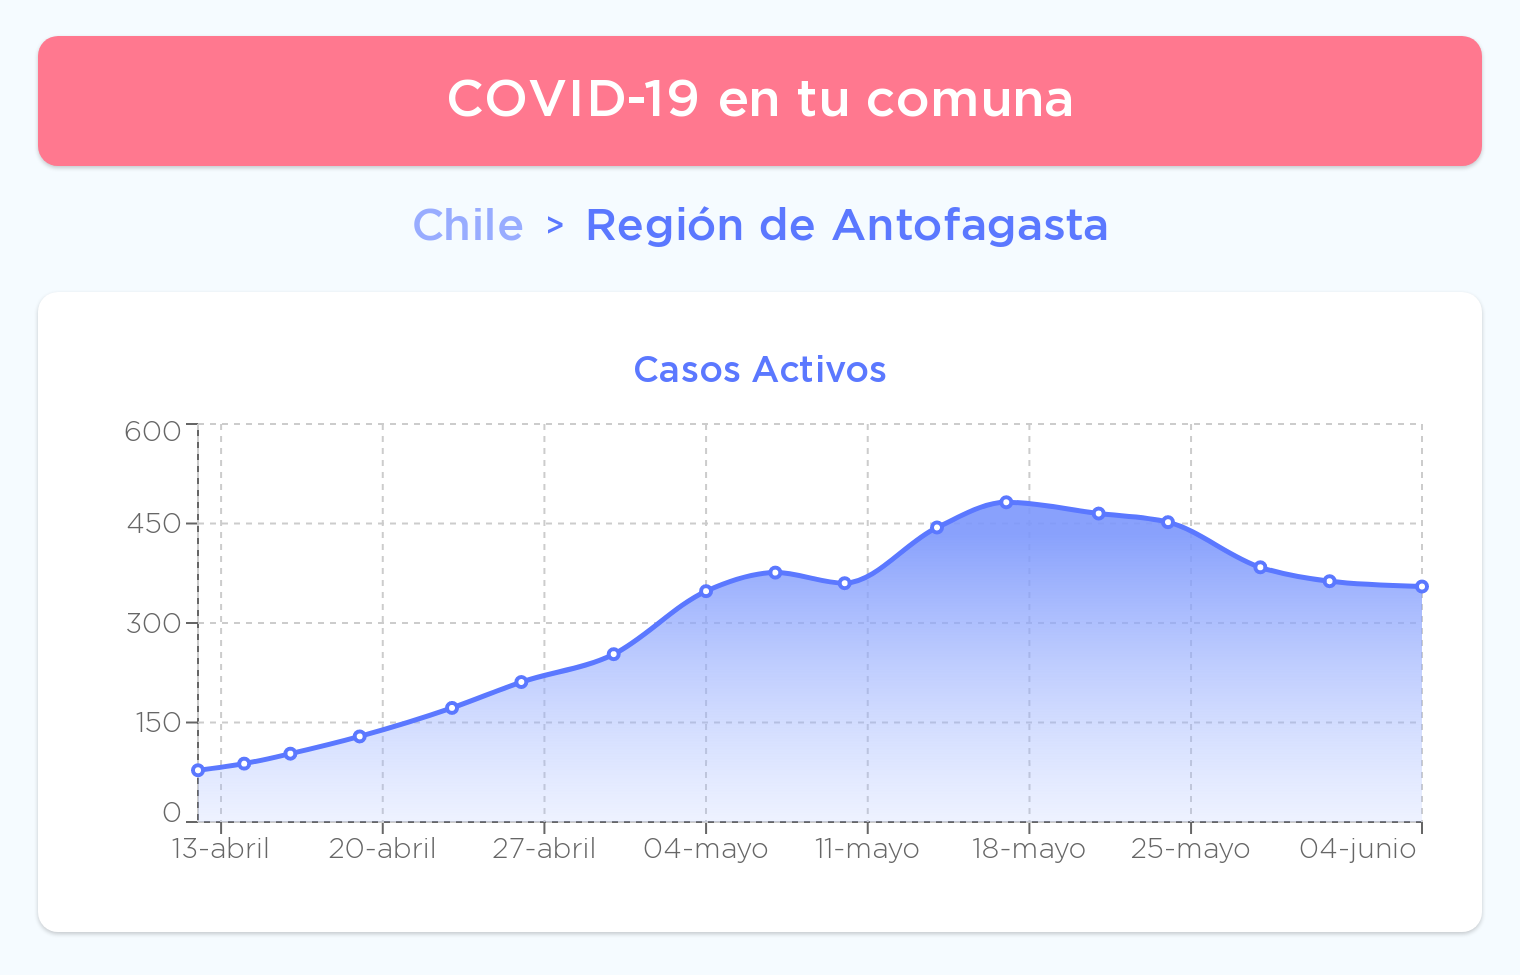 COVID-19 en tu comuna
Chile > Región de Antofagasta
Casos Activos
600
450
300
150
0
13-abril 20-abril 27-abril 04-mayo 11-mayo 18-mayo 25-mayo 04-junio